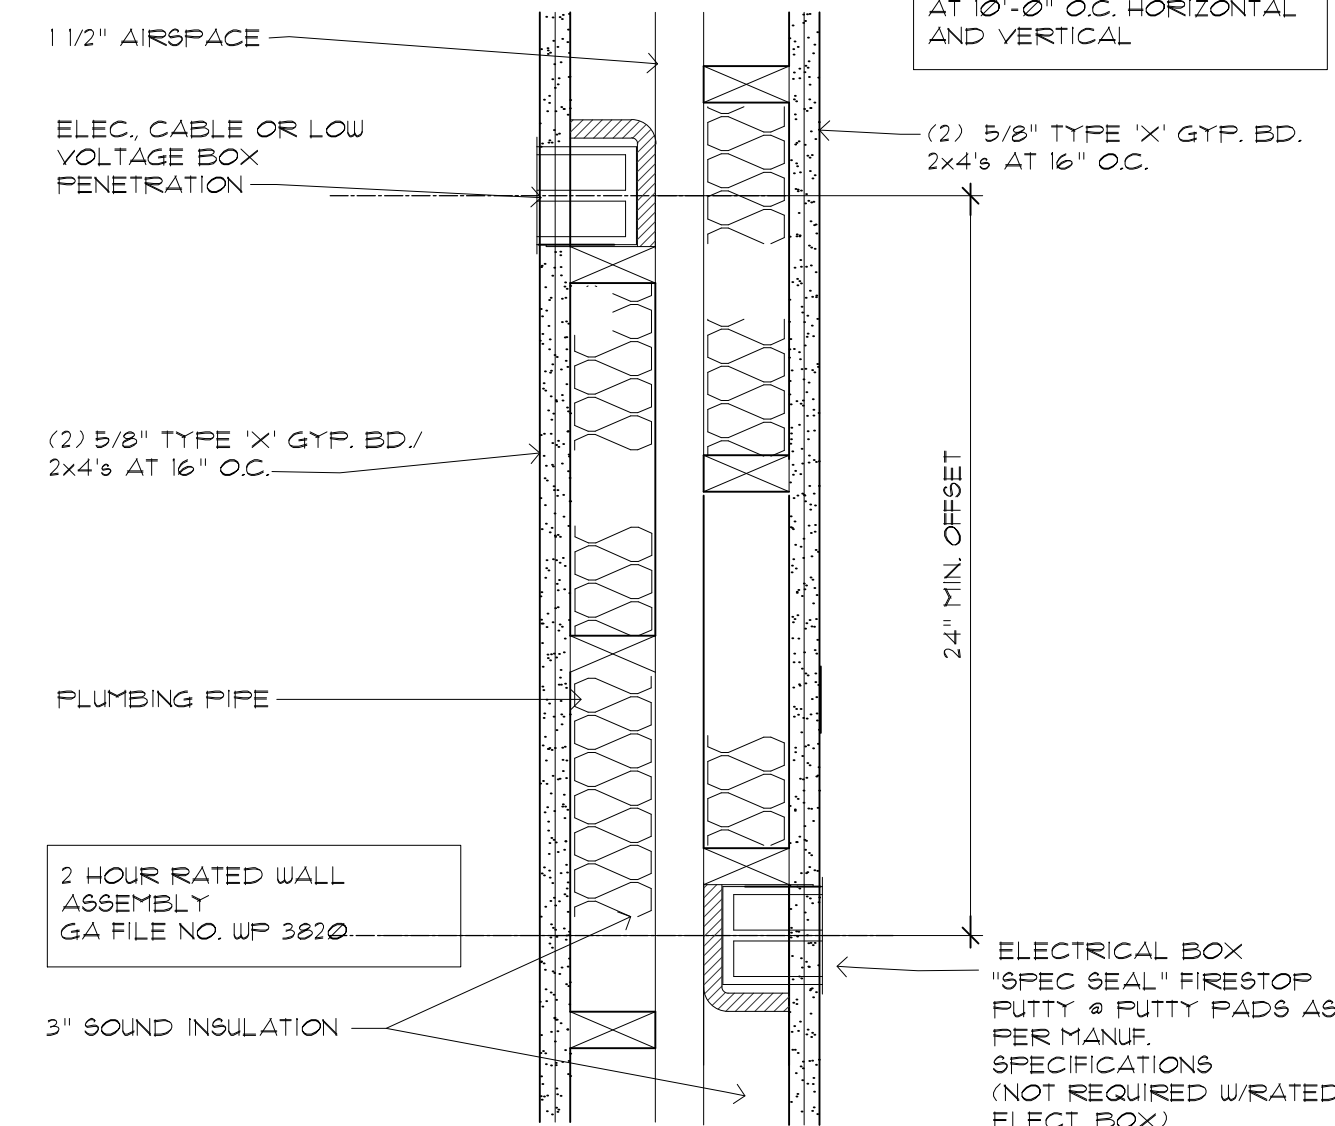 AT 10'-0" O.C. HORIZONTAL
AND VERTICAL
1 1/2" AIRSPACE
ELEC., CABLE OR LOW
VOLTAGE BOX
PENETRATION
(2) 5/8" TYPE 'X' GYP. BD.
2x4's AT 16" O.C.
(2) 5/8" TYPE 'X' GYP. BD./
2x4's AT 16" O.C.
24" MIN. OFFSET
PLUMBING PIPE
2 HOUR RATED WALL
ASSEMBLY
GA FILE NO. WP 3820
3" SOUND INSULATION
ELECTRICAL BOX
"SPEC SEAL" FIRESTOP
PUTTY @ PUTTY PADS AS
PER MANUF.
SPECIFICATIONS
(NOT REQUIRED W/RATED
ELECT. BOX)